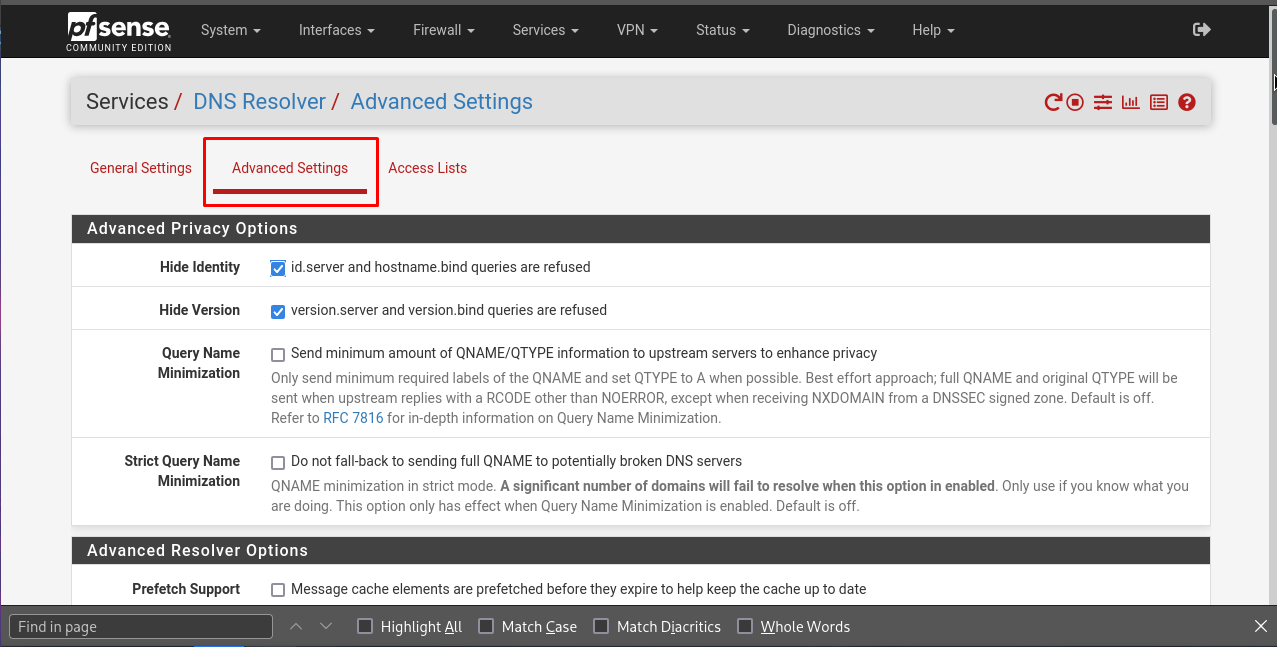 pfsense
COMMUNITY EDITION
System Interfaces Firewall Services VPN Status Diagnostics Help
Services / DNS Resolver / Advanced Settings
General Settings Advanced Settings Access Lists
Advanced Privacy Options
Hide Identity id.server and hostname.bind queries are refused
Hide Version version.server and version.bind queries are refused
Query Name Minimization
Send minimum amount of QNAME/QTYPE information to upstream servers to enhance privacy
Only send minimum required labels of the QNAME and set QTYPE to A when possible. Best effort approach; full QNAME and original QTYPE will be
sent when upstream replies with a RCODE other than NOERROR, except when receiving NXDOMAIN from a DNSSEC signed zone. Default is off.
Refer to RFC 7816 for in-depth information on Query Name Minimization.
Strict Query Name Minimization
Do not fall-back to sending full QNAME to potentially broken DNS servers
QNAME minimization in strict mode. A significant number of domains will fail to resolve when this option in enabled. Only use if you know what you
are doing. This option only has effect when Query Name Minimization is enabled. Default is off.
Advanced Resolver Options
Prefetch Support Message cache elements are prefetched before they expire to help keep the cache up to date
Find in page Highlight All Match Case Match Diacritics Whole Words